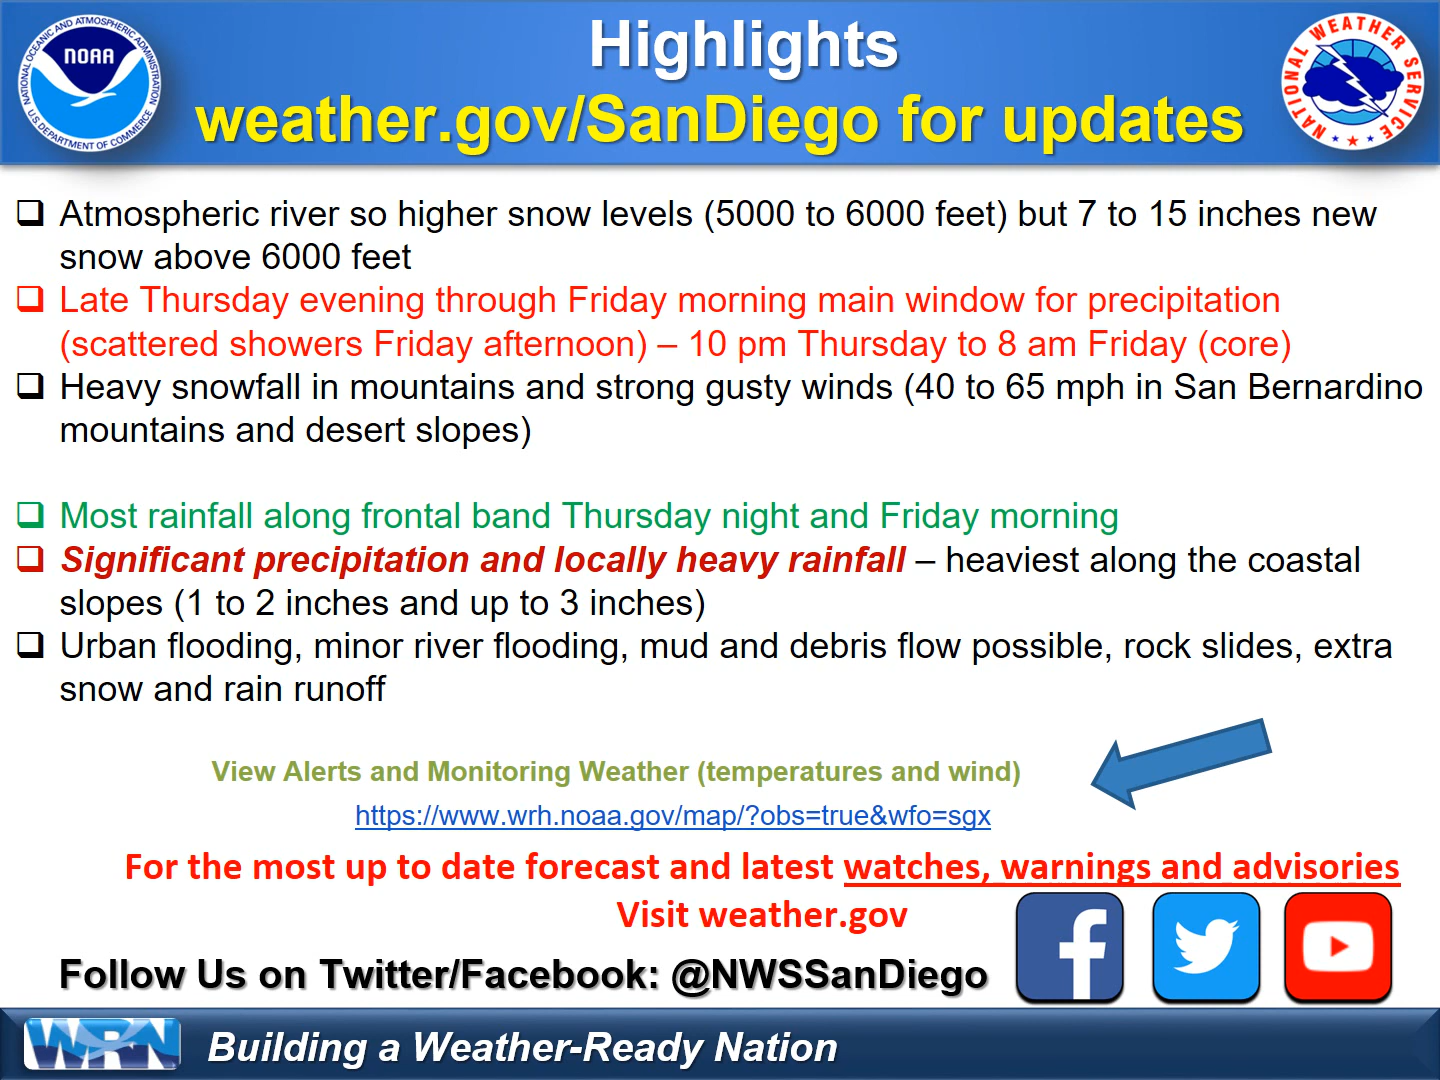 Highlights
weather.gov/SanDiego for updates
NATIONAL OCEANIC AND ATMOSPHERIC ADMINISTRATION
NOAA
U.S. DEPARTMENT OF COMMERCE
NATIONAL WEATHER SERVICE
Atmospheric river so higher snow levels (5000 to 6000 feet) but 7 to 15 inches new
snow above 6000 feet
Late Thursday evening through Friday morning main window for precipitation
(scattered showers Friday afternoon) – 10 pm Thursday to 8 am Friday (core)
Heavy snowfall in mountains and strong gusty winds (40 to 65 mph in San Bernardino
mountains and desert slopes)
Most rainfall along frontal band Thursday night and Friday morning
Significant precipitation and locally heavy rainfall – heaviest along the coastal
slopes (1 to 2 inches and up to 3 inches)
Urban flooding, minor river flooding, mud and debris flow possible, rock slides, extra
snow and rain runoff
View Alerts and Monitoring Weather (temperatures and wind)
https://www.wrh.noaa.gov/map/?obs=true&wfo=sgx
For the most up to date forecast and latest watches, warnings and advisories
Visit weather.gov
Follow Us on Twitter/Facebook: @NWSSanDiego
WRN
Building a Weather-Ready Nation